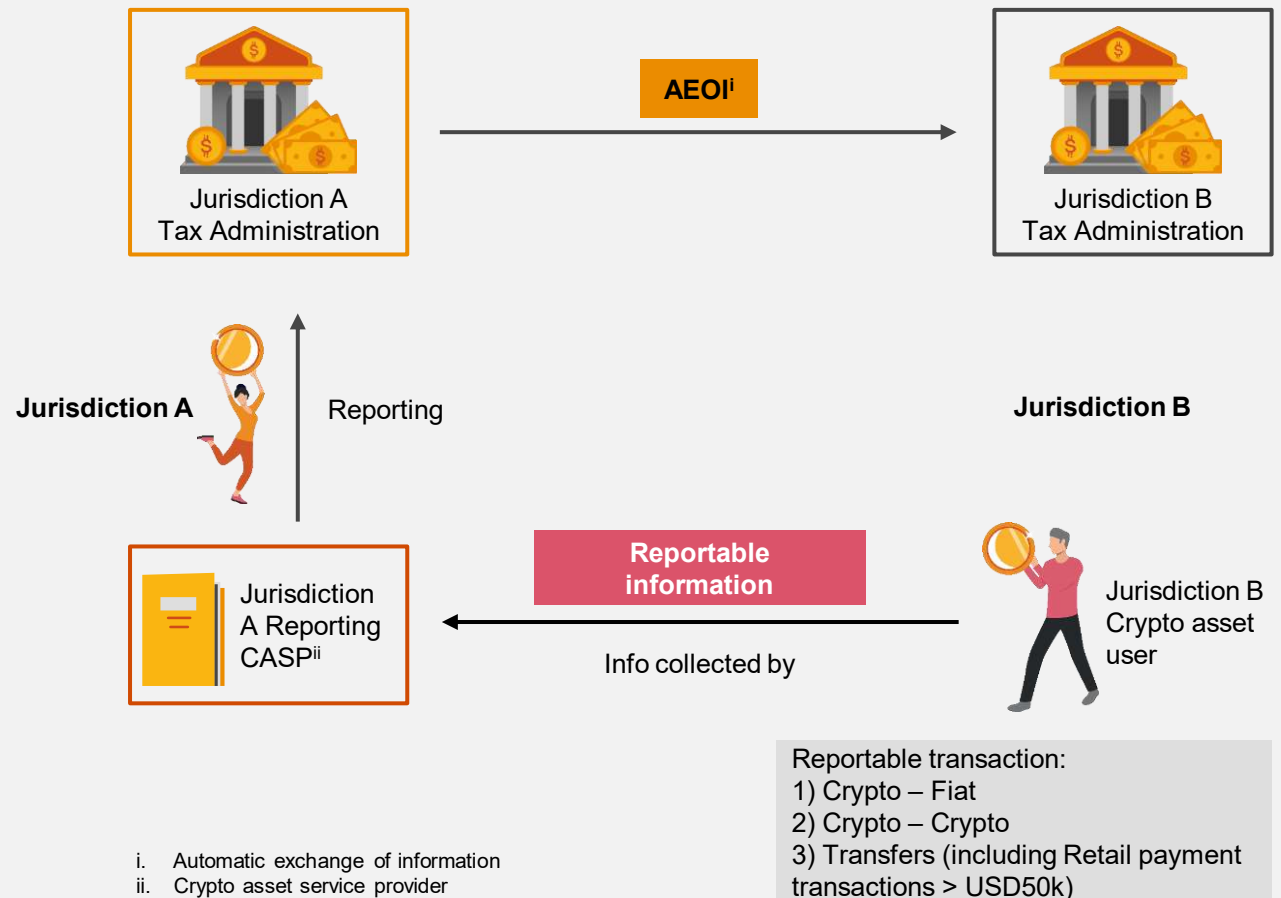 AEOIⁱ
Jurisdiction A
Tax Administration
Jurisdiction B
Tax Administration
Jurisdiction A
Reporting
Jurisdiction B
Reportable
information
Jurisdiction
A Reporting
CASPⁱⁱ
Info collected by
Jurisdiction B
Crypto asset
user
Reportable transaction:
1) Crypto – Fiat
2) Crypto – Crypto
3) Transfers (including Retail payment
transactions > USD50k)
i. Automatic exchange of information
ii. Crypto asset service provider